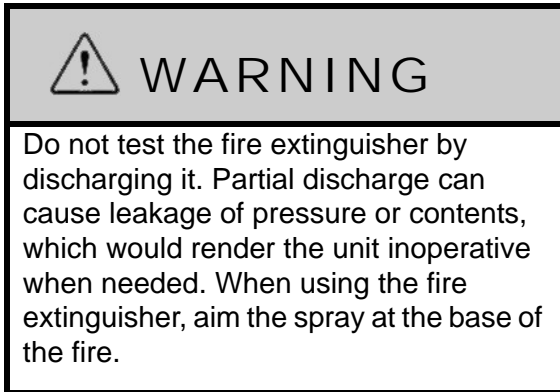 WARNING
Do not test the fire extinguisher by
discharging it. Partial discharge can
cause leakage of pressure or contents,
which would render the unit inoperative
when needed. When using the fire
extinguisher, aim the spray at the base of
the fire.